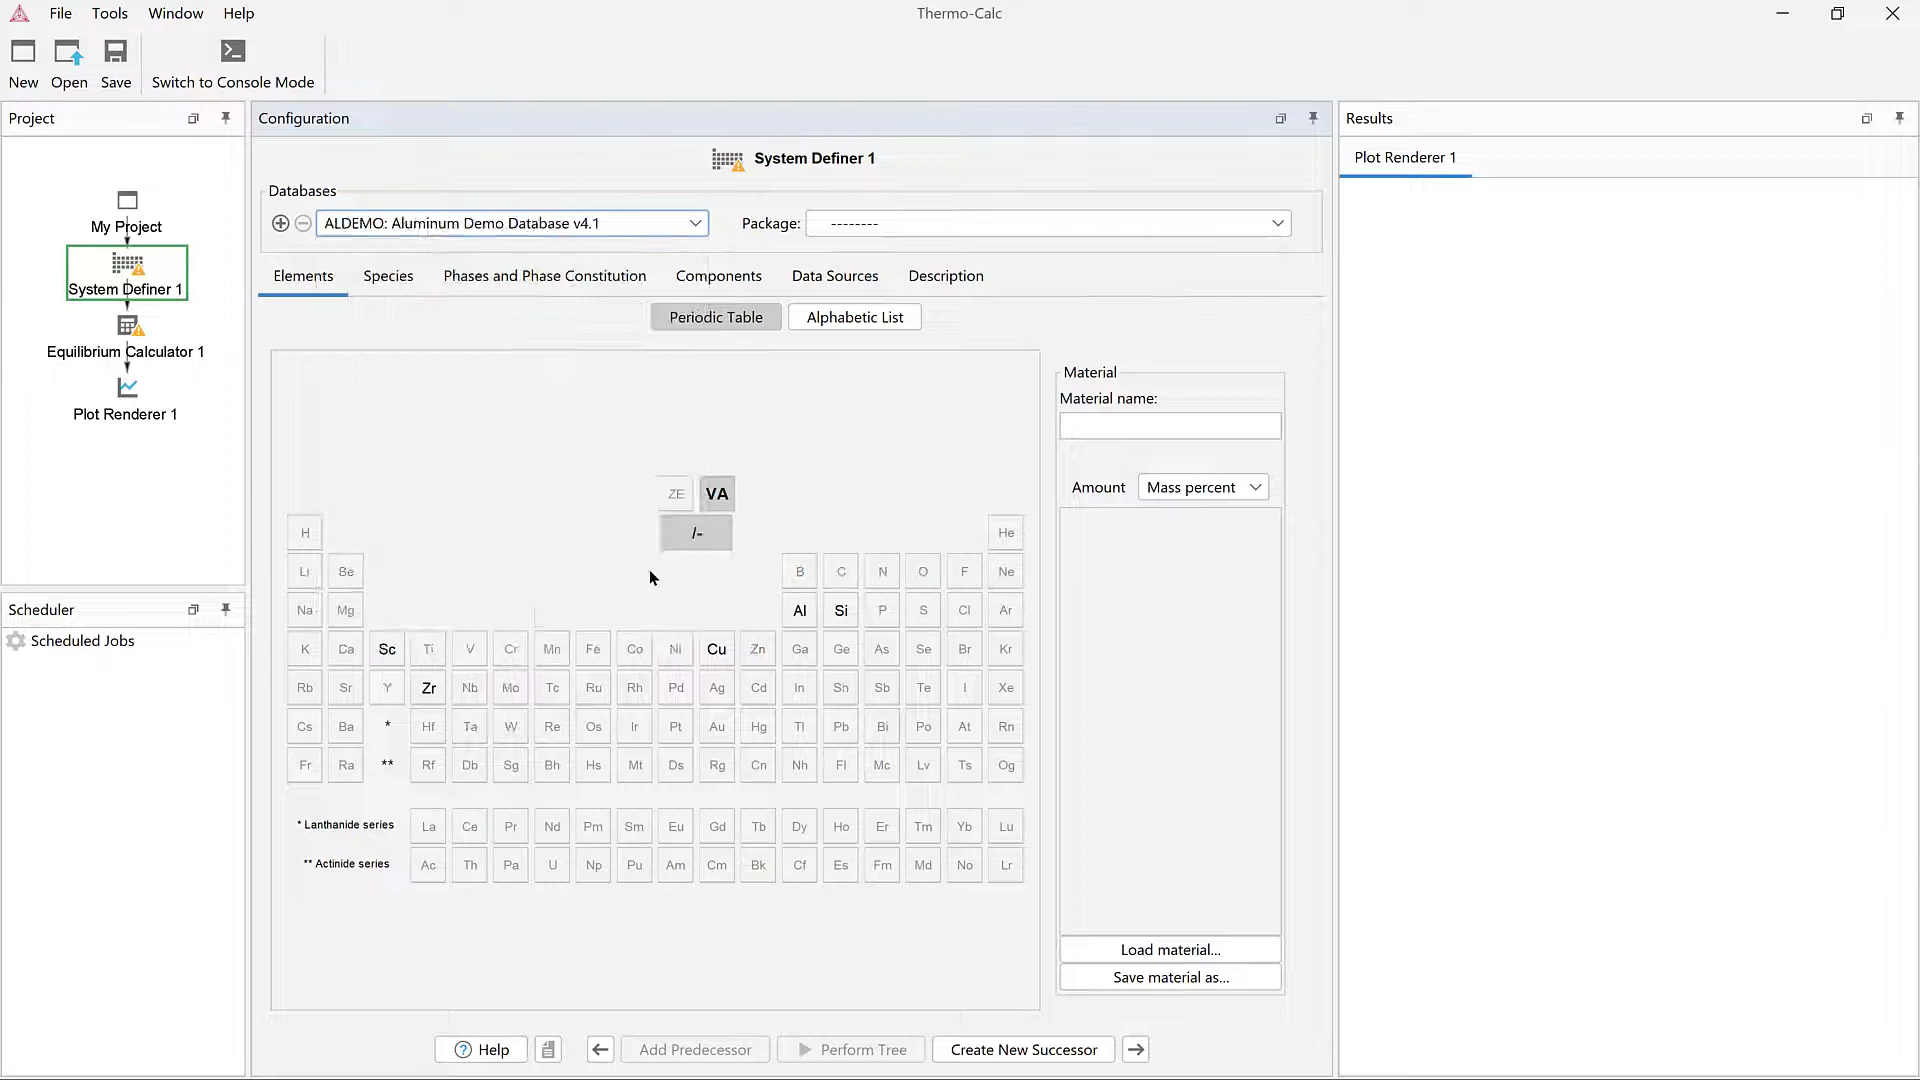 File Tools Window Help
Thermo-Calc
New Open Save Switch to Console Mode
Project
My Project
System Definer 1
Equilibrium Calculator 1
Plot Renderer 1
Scheduler
Scheduled Jobs
Configuration
System Definer 1
Databases
ALDEMO: Aluminum Demo Database v4.1
Package: --------
Elements Species Phases and Phase Constitution Components Data Sources Description
Periodic Table Alphabetic List
ZE VA
/-
H He
Li Be B C N O F Ne
Na Mg Al Si P S Cl Ar
K Ca Sc Ti V Cr Mn Fe Co Ni Cu Zn Ga Ge As Se Br Kr
Rb Sr Y Zr Nb Mo Tc Ru Rh Pd Ag Cd In Sn Sb Te I Xe
Cs Ba * Hf Ta W Re Os Ir Pt Au Hg Tl Pb Bi Po At Rn
Fr Ra ** Rf Db Sg Bh Hs Mt Ds Rg Cn Nh Fl Mc Lv Ts Og
* Lanthanide series La Ce Pr Nd Pm Sm Eu Gd Tb Dy Ho Er Tm Yb Lu
** Actinide series Ac Th Pa U Np Pu Am Cm Bk Cf Es Fm Md No Lr
Material
Material name:
Amount Mass percent
Load material...
Save material as...
? Help
Add Predecessor
Perform Tree
Create New Successor
Results
Plot Renderer 1